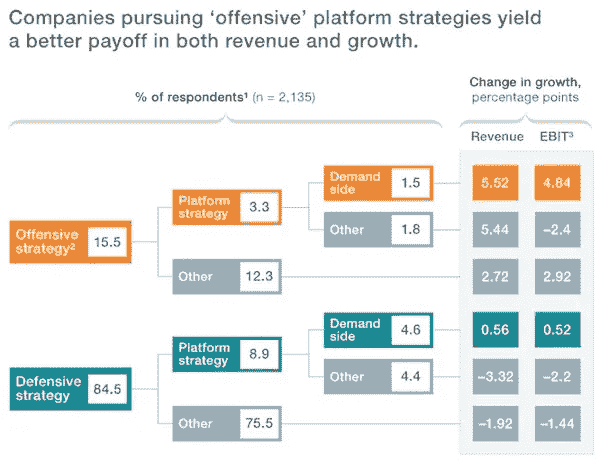 Companies pursuing ‘offensive’ platform strategies yield
a better payoff in both revenue and growth.
% of respondents¹ (n = 2,135)
Change in growth,
percentage points
Revenue EBIT³
Offensive
strategy² 15.5
Platform
strategy 3.3
Demand
side 1.5
5.52 4.64
Other 1.8
5.44 –2.4
Other 12.3
2.72 2.92
Defensive
strategy 84.5
Platform
strategy 8.9
Demand
side 4.6
0.56 0.52
Other 4.4
–3.32 –2.2
Other 75.5
–1.92 –1.44